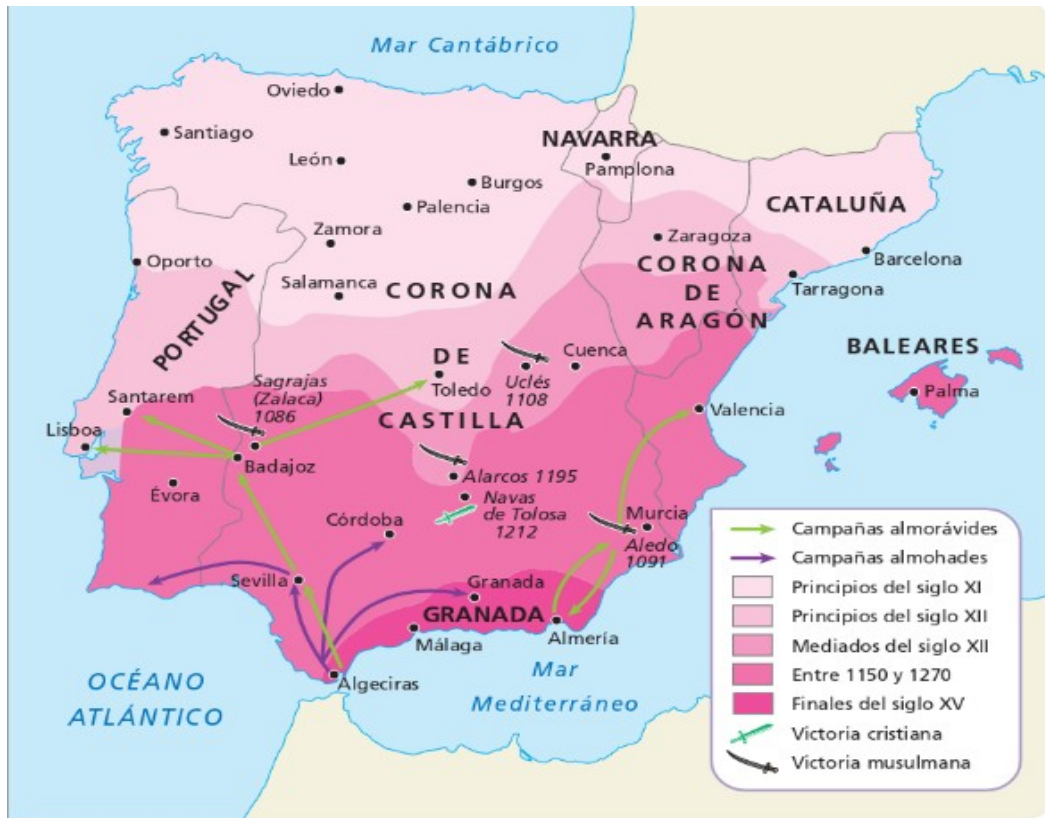 Mar Cantábrico
Oviedo
Santiago
León
NAVARRA
Pamplona
Burgos
Palencia
CATALUÑA
Zamora
Zaragoza
Barcelona
Oporto
Salamanca
CORONA
CORONA
DE
ARAGÓN
Tarragona
PORTUGAL
DE
Toledo
Cuenca
Uclés
1108
BALEARES
Palma
Sagrajas
(Zalaca)
1086
Santarem
CASTILLA
Valencia
Lisboa
Badajoz
Alarcos 1195
Évora
Navas
de Tolosa
1212
Córdoba
Murcia
Aledo
1091
Sevilla
Granada
GRANADA
Málaga
Almería
Algeciras
OCÉANO
ATLÁNTICO
Mar
Mediterráneo
Campañas almorávides
Campañas almohades
Principios del siglo XI
Principios del siglo XII
Mediados del siglo XII
Entre 1150 y 1270
Finales del siglo XV
Victoria cristiana
Victoria musulmana